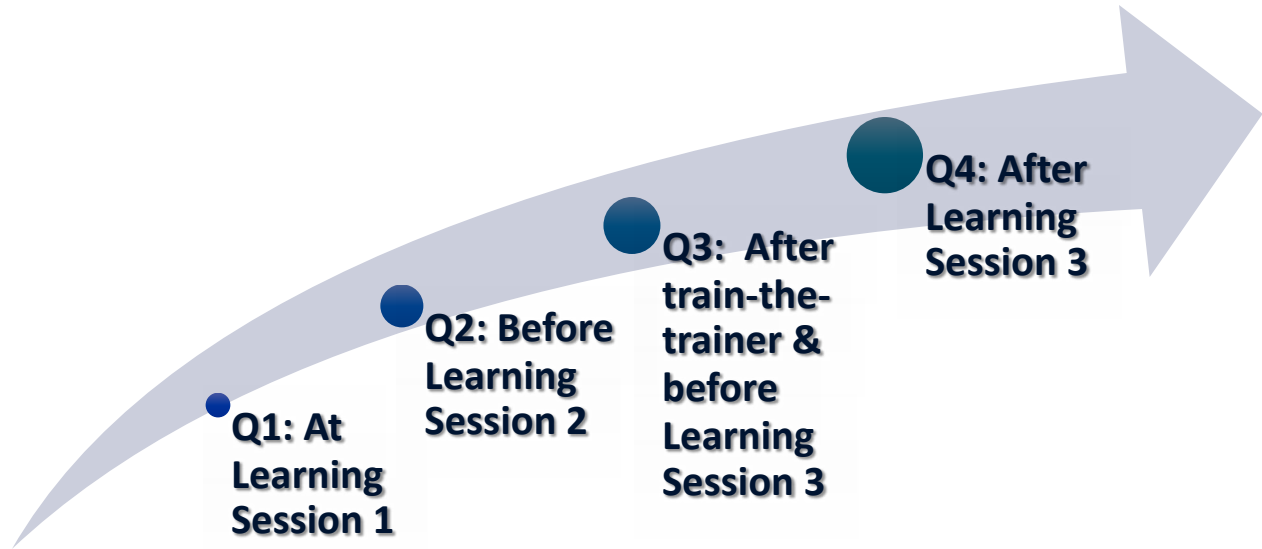 Q1: At
Learning
Session 1
Q2: Before
Learning
Session 2
Q3:  After
train-the-
trainer &
before
Learning
Session 3
Q4: After
Learning
Session 3